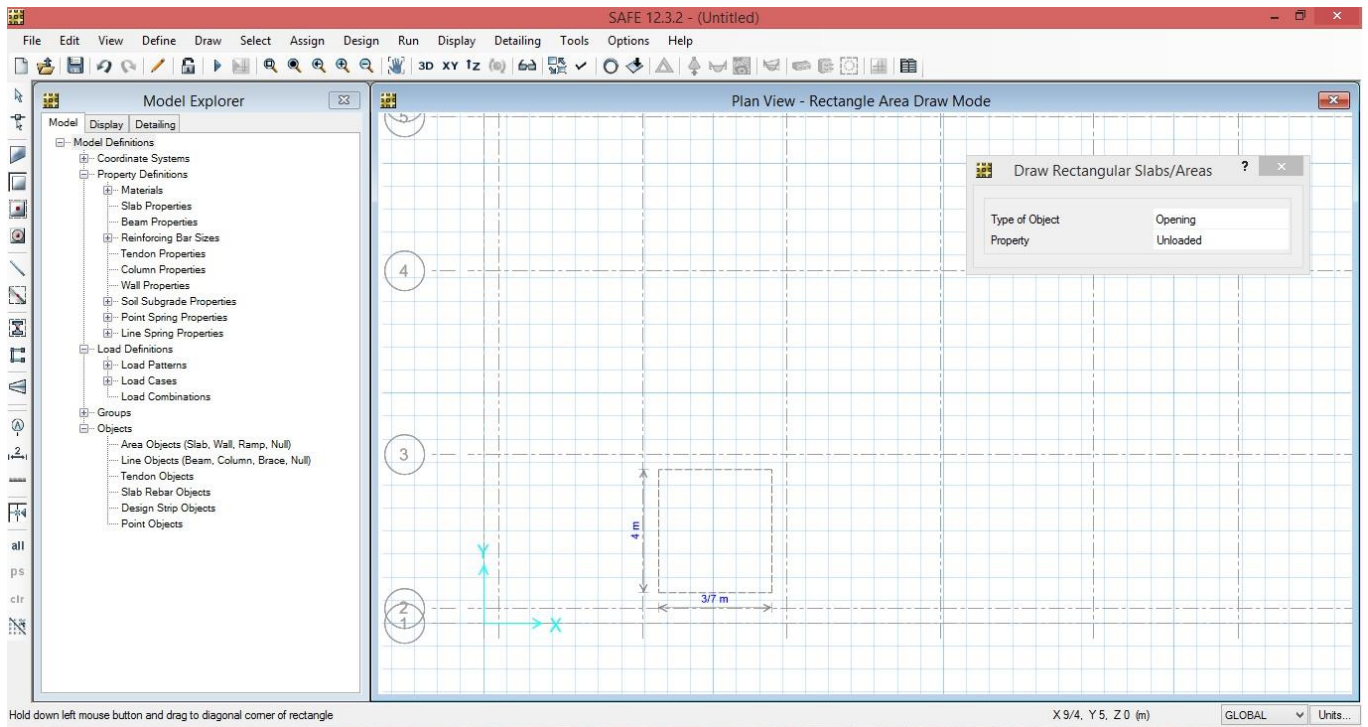 SAFE 12.3.2 - (Untitled)
File Edit View Define Draw Select Assign Design Run Display Detailing Tools Options Help
3D XY
Model Explorer
Model Display Detailing
Model Definitions
Coordinate Systems
Property Definitions
Materials
Slab Properties
Beam Properties
Reinforcing Bar Sizes
Tendon Properties
Column Properties
Wall Properties
Soil Subgrade Properties
Point Spring Properties
Line Spring Properties
Load Definitions
Load Patterns
Load Cases
Load Combinations
Groups
Objects
Area Objects (Slab, Wall, Ramp, Null)
Line Objects (Beam, Column, Brace, Null)
Tendon Objects
Slab Rebar Objects
Design Strip Objects
Point Objects
all
ps
clr
Plan View - Rectangle Area Draw Mode
5
4
3
2
1
4 m
3/7 m
Y
X
Draw Rectangular Slabs/Areas ?
Type of Object Opening
Property Unloaded
Hold down left mouse button and drag to diagonal corner of rectangle
X 9/4, Y 5, Z 0 (m) GLOBAL Units...